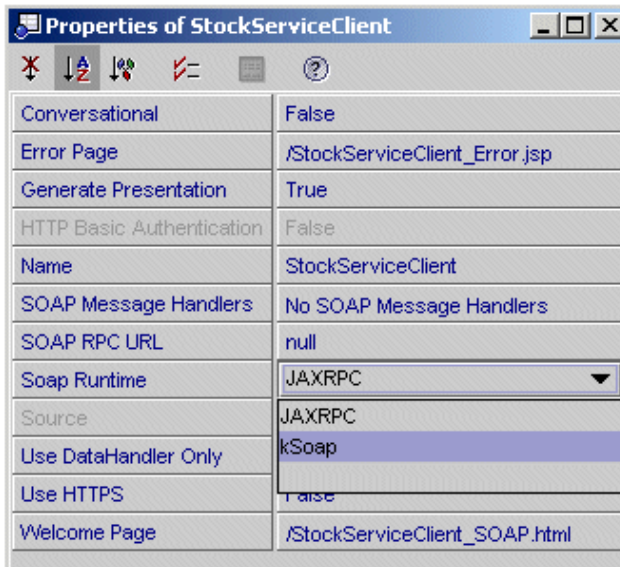 Properties of StockServiceClient
Conversational False
Error Page /StockServiceClient_Error.jsp
Generate Presentation True
HTTP Basic Authentication False
Name StockServiceClient
SOAP Message Handlers No SOAP Message Handlers
SOAP RPC URL null
Soap Runtime JAXRPC
Source JAXRPC
kSoap
Use DataHandler Only
Use HTTPS False
Welcome Page /StockServiceClient_SOAP.html